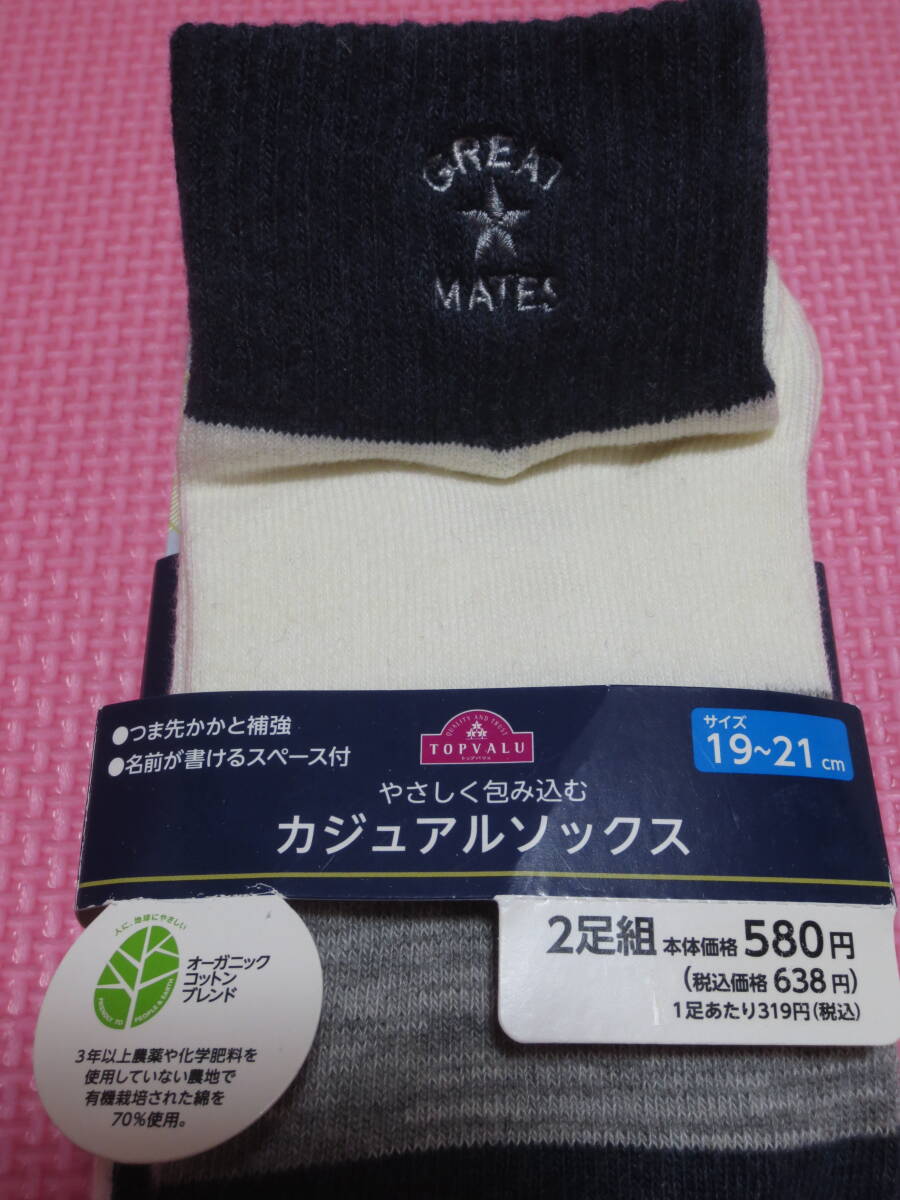 GREAT
MATES
●つま先かかと補強
●名前が書けるスペース付
QUALITY AND TRUST
TOPVALU
トップバリュ
サイズ
19~21cm
やさしく包み込む
カジュアルソックス
2足組 本体価格 580円
(税込価格 638円)
1足あたり319円(税込)
人に、地球にやさしい
FRIENDLY TO PEOPLE & EARTH
オーガニック
コットン
ブレンド
3年以上農薬や化学肥料を
使用していない農地で
有機栽培された綿を
70%使用。